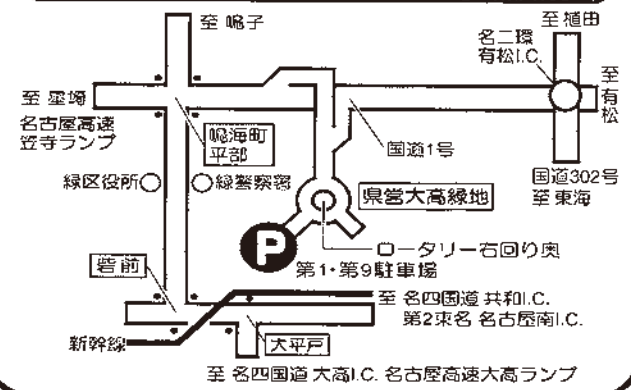 至 鳴子
至 植田
名二環
有松I.C.
至 有松
至 星崎
名古屋高速
笠寺ランプ
鳴海町
平部
国道1号
国道302号
至 東海
緑区役所
緑警察署
県営大高緑地
P
ロータリー右回り奥
第1・第9駐車場
砦前
至 名四国道 共和I.C.
第2東名 名古屋南I.C.
新幹線
大平戸
至 名四国道 大高I.C. 名古屋高速大高ランプ